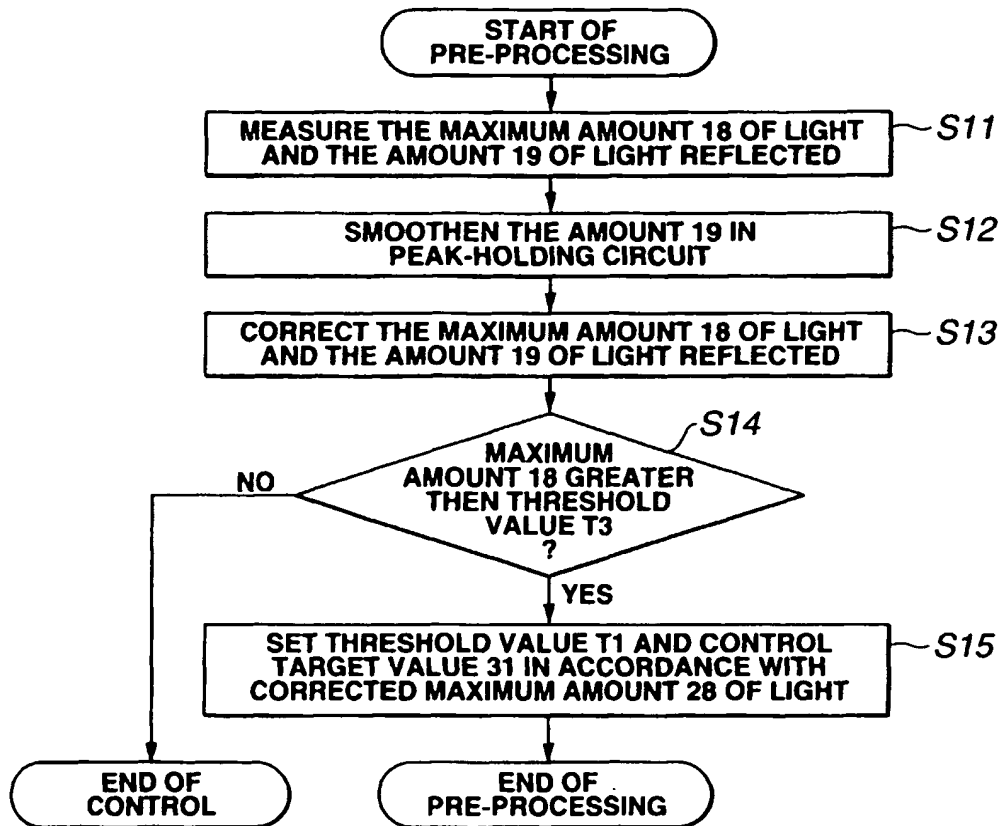 START OF
PRE-PROCESSING
MEASURE THE MAXIMUM AMOUNT 18 OF LIGHT
AND THE AMOUNT 19 OF LIGHT REFLECTED
S11
SMOOTHEN THE AMOUNT 19 IN
PEAK-HOLDING CIRCUIT
S12
CORRECT THE MAXIMUM AMOUNT 18 OF LIGHT
AND THE AMOUNT 19 OF LIGHT REFLECTED
S13
S14
MAXIMUM
AMOUNT 18 GREATER
THEN THRESHOLD
VALUE T3
?
NO
YES
SET THRESHOLD VALUE T1 AND CONTROL
TARGET VALUE 31 IN ACCORDANCE WITH
CORRECTED MAXIMUM AMOUNT 28 OF LIGHT
S15
END OF
CONTROL
END OF
PRE-PROCESSING